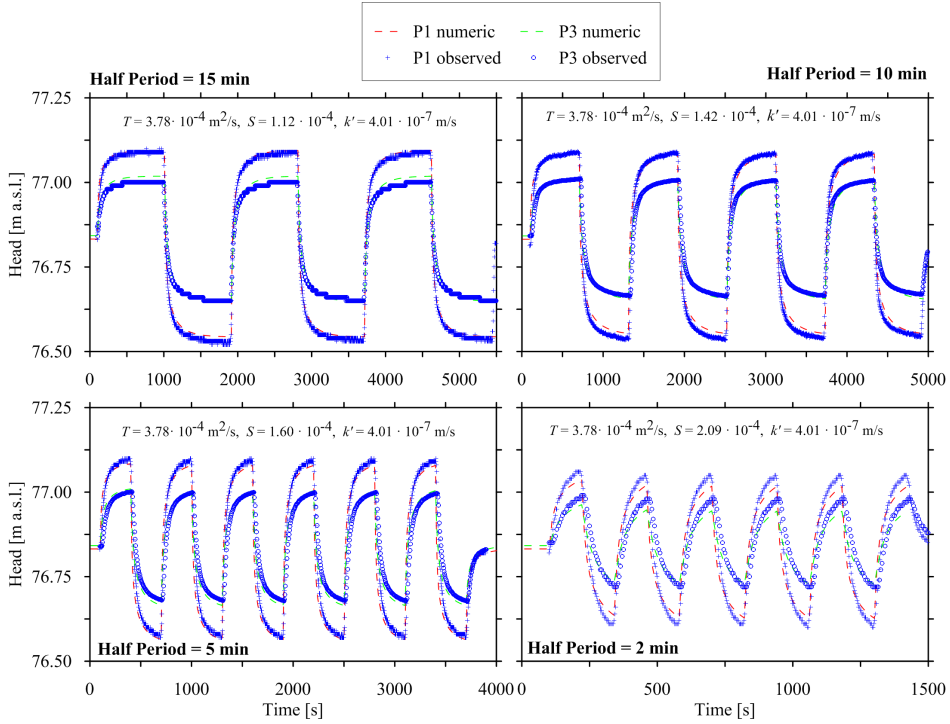 P1 numeric P3 numeric
P1 observed P3 observed
Half Period = 15 min
Half Period = 10 min
77.25
77.00
76.75
76.50
Head [m a.s.l.]
T = 3.78· 10-4 m2/s, S = 1.12 · 10-4, k' = 4.01 · 10-7 m/s
0 1000 2000 3000 4000 5000
T = 3.78· 10-4 m2/s, S = 1.42 · 10-4, k' = 4.01 · 10-7 m/s
0 1000 2000 3000 4000 5000
77.25
77.00
76.75
76.50
Head [m a.s.l.]
T = 3.78· 10-4 m2/s, S = 1.60 · 10-4, k' = 4.01 · 10-7 m/s
Half Period = 5 min
0 1000 2000 3000 4000
Time [s]
T = 3.78· 10-4 m2/s, S = 2.09 · 10-4, k' = 4.01 · 10-7 m/s
Half Period = 2 min
0 500 1000 1500
Time [s]